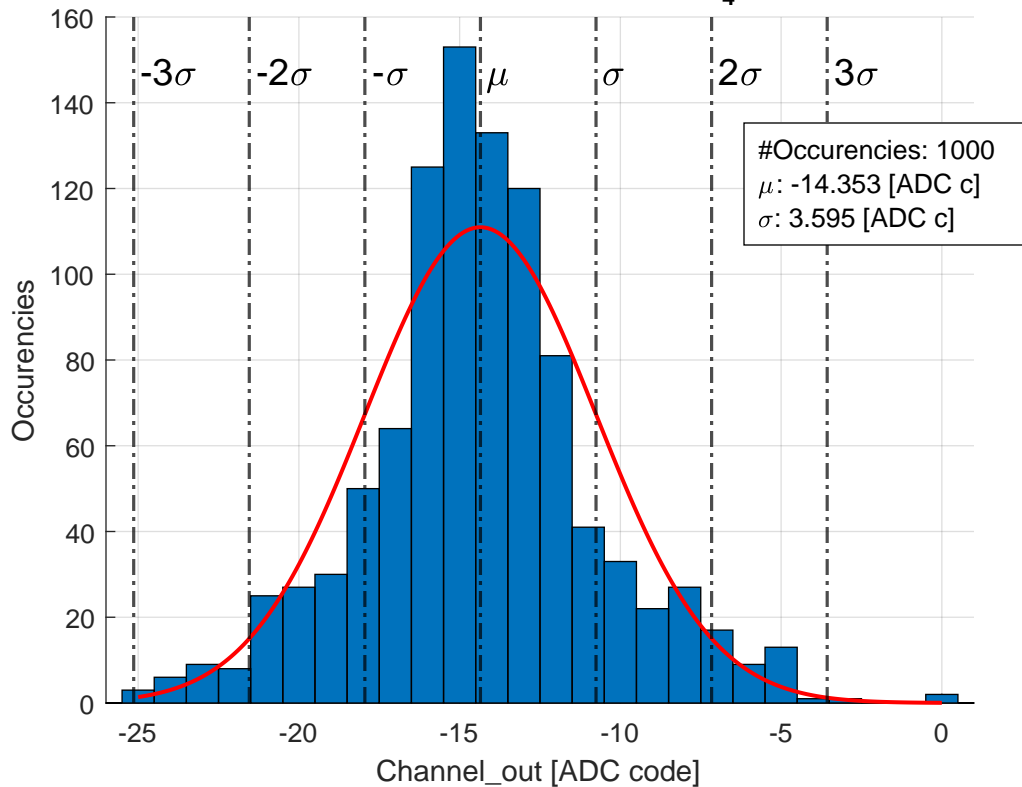 4
160
140
120
100
80
60
40
20
0
-3σ
-2σ
-σ
μ
σ
2σ
3σ
#Occurencies: 1000
μ: -14.353 [ADC c]
σ: 3.595 [ADC c]
Occurencies
-25
-20
-15
-10
-5
0
Channel_out [ADC code]